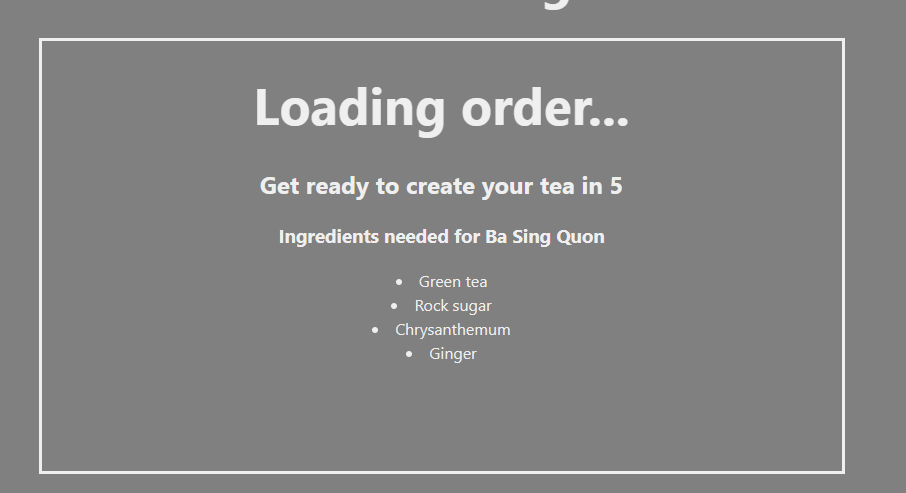 Loading order...
Get ready to create your tea in 5
Ingredients needed for Ba Sing Quon
Green tea
Rock sugar
Chrysanthemum
Ginger